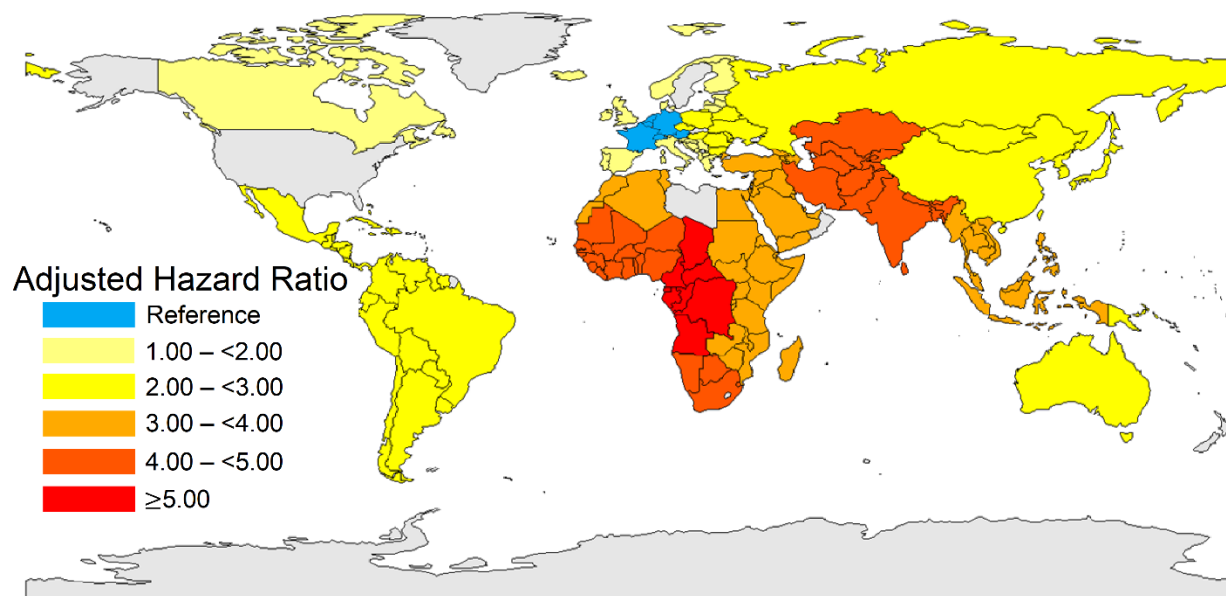 Adjusted Hazard Ratio
Reference
1.00 – <2.00
2.00 – <3.00
3.00 – <4.00
4.00 – <5.00
≥5.00